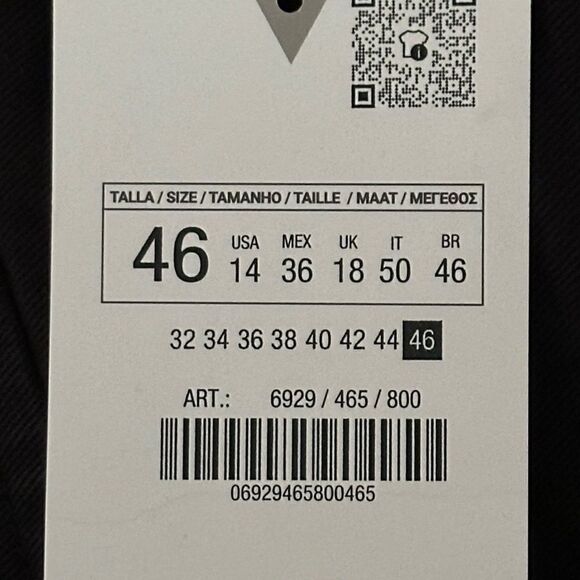 TALLA / SIZE / TAMANHO / TAILLE / MAAT / ΜΕΓΕΘΟΣ
46 USA 14 MEX 36 UK 18 IT 50 BR 46
32 34 36 38 40 42 44 46
ART.: 6929 / 465 / 800
06929465800465